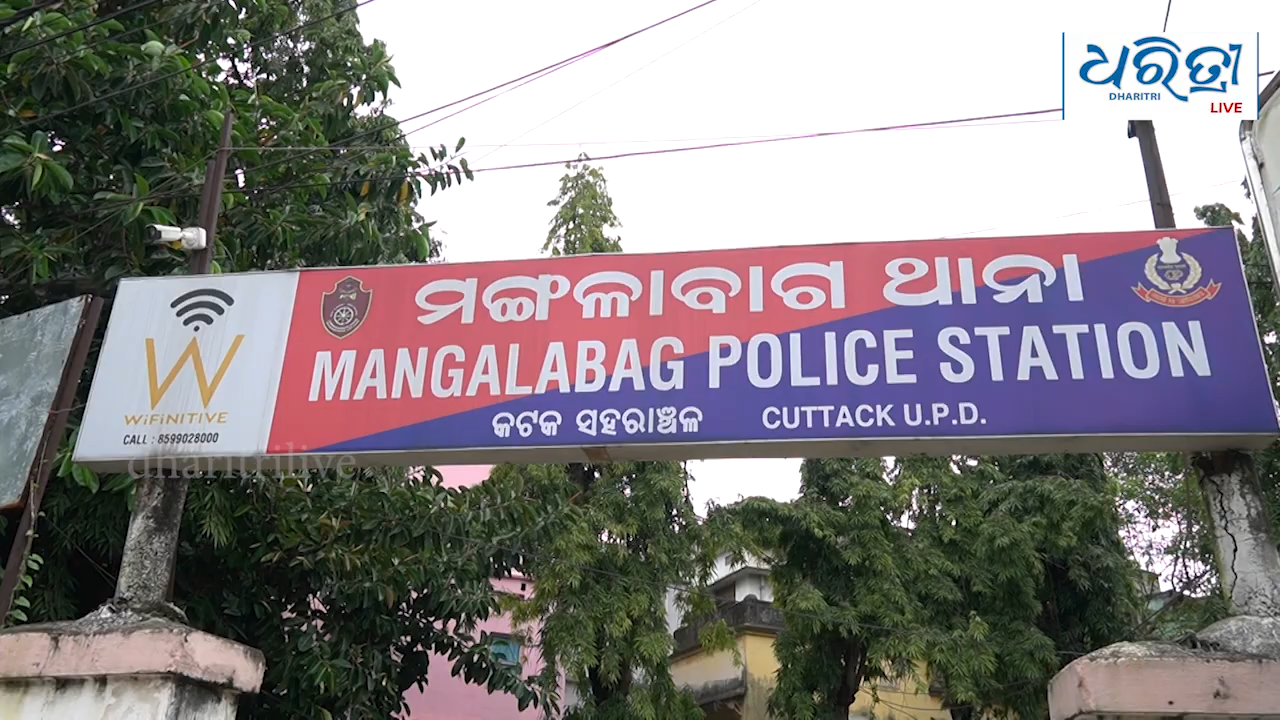 ଧରିତ୍ରୀ
DHARITRI
LIVE
ମଙ୍ଗଳାବାଗ ଥାନା
MANGALABAG POLICE STATION
କଟକ ସହରାଞ୍ଚଳ CUTTACK U.P.D.
WiFiNITIVE
CALL : 8599028000
dharitrilive